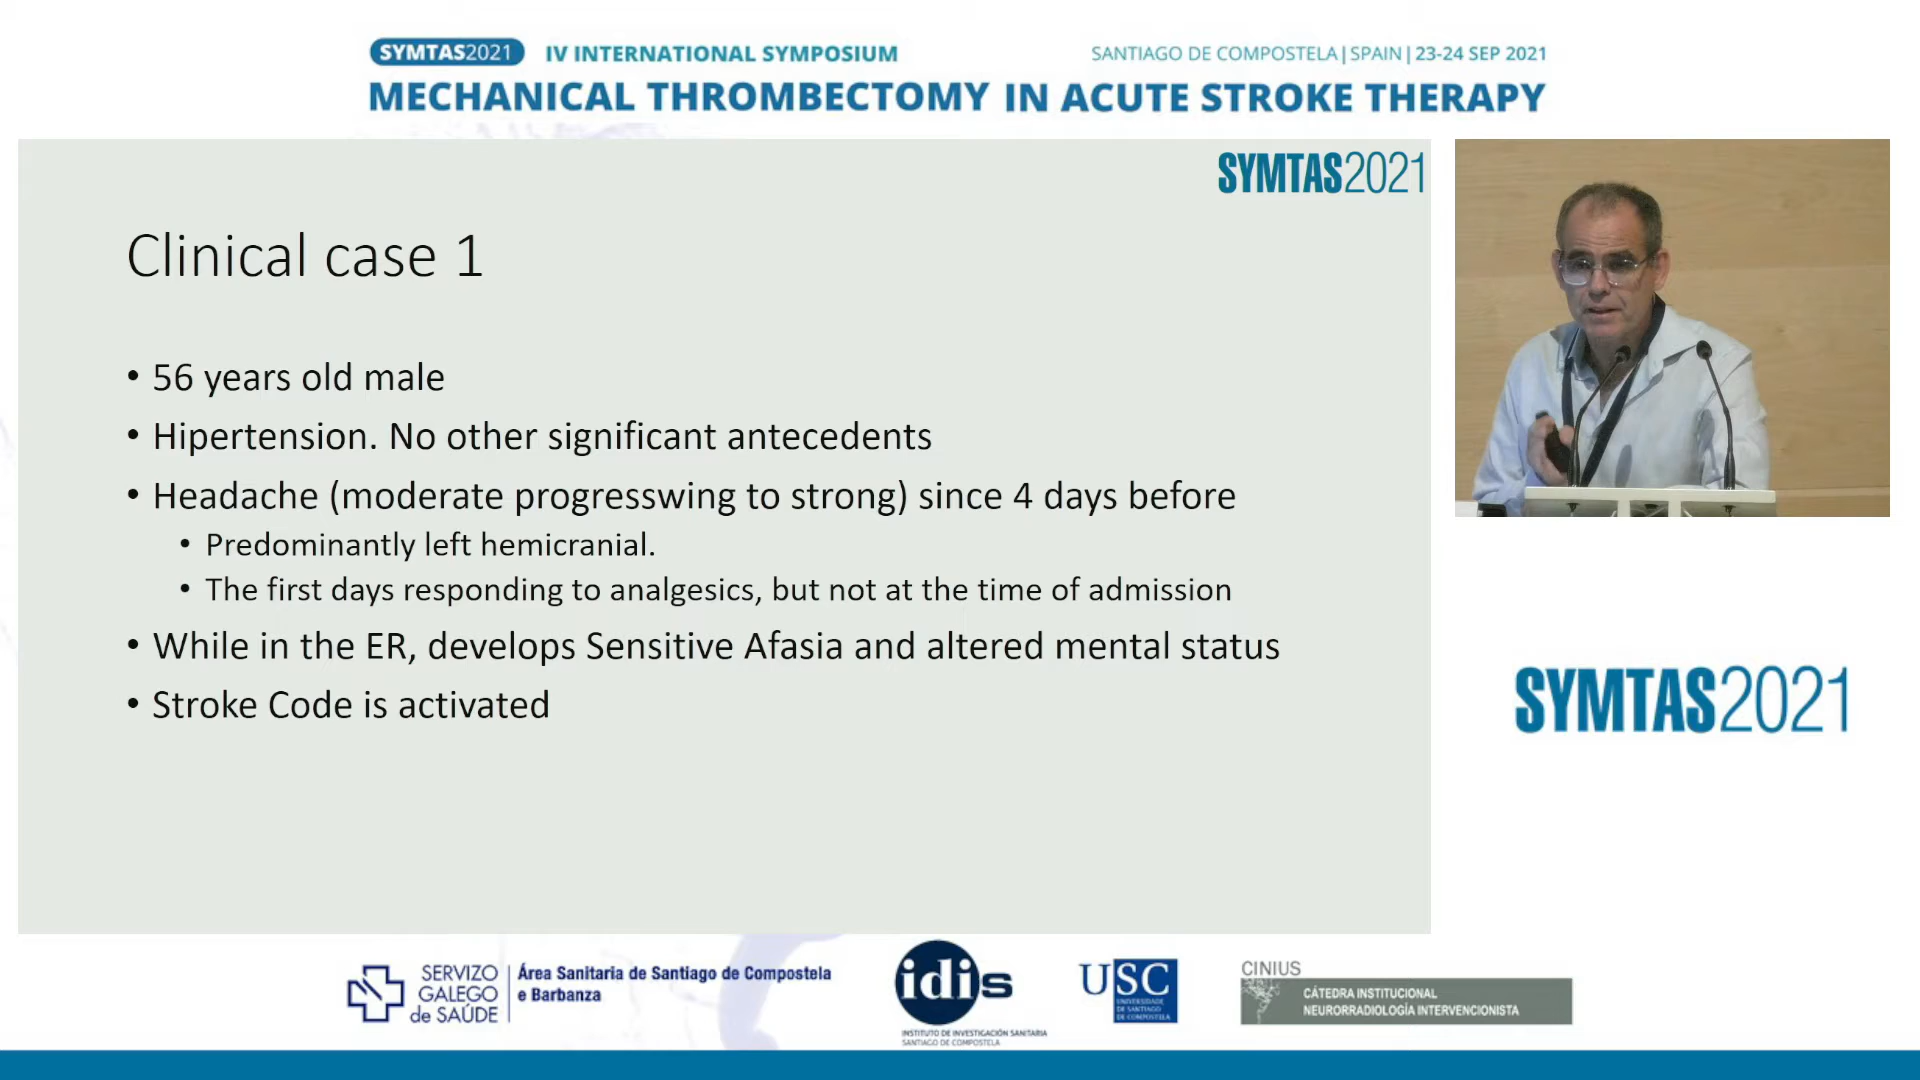 SYMTAS2021 IV INTERNATIONAL SYMPOSIUM
SANTIAGO DE COMPOSTELA | SPAIN | 23-24 SEP 2021
MECHANICAL THROMBECTOMY IN ACUTE STROKE THERAPY
SYMTAS2021
Clinical case 1
• 56 years old male
• Hipertension. No other significant antecedents
• Headache (moderate progresswing to strong) since 4 days before
• Predominantly left hemicranial.
• The first days responding to analgesics, but not at the time of admission
• While in the ER, develops Sensitive Afasia and altered mental status
• Stroke Code is activated
SYMTAS2021
SERVIZO
GALEGO
de SAÚDE
Área Sanitaria de Santiago de Compostela
e Barbanza
idis
INSTITUTO DE INVESTIGACIÓN SANITARIA
SANTIAGO DE COMPOSTELA
USC
UNIVERSIDADE
DE SANTIAGO
DE COMPOSTELA
CINIUS
CÁTEDRA INSTITUCIONAL
NEURORRADIOLOGÍA INTERVENCIONISTA